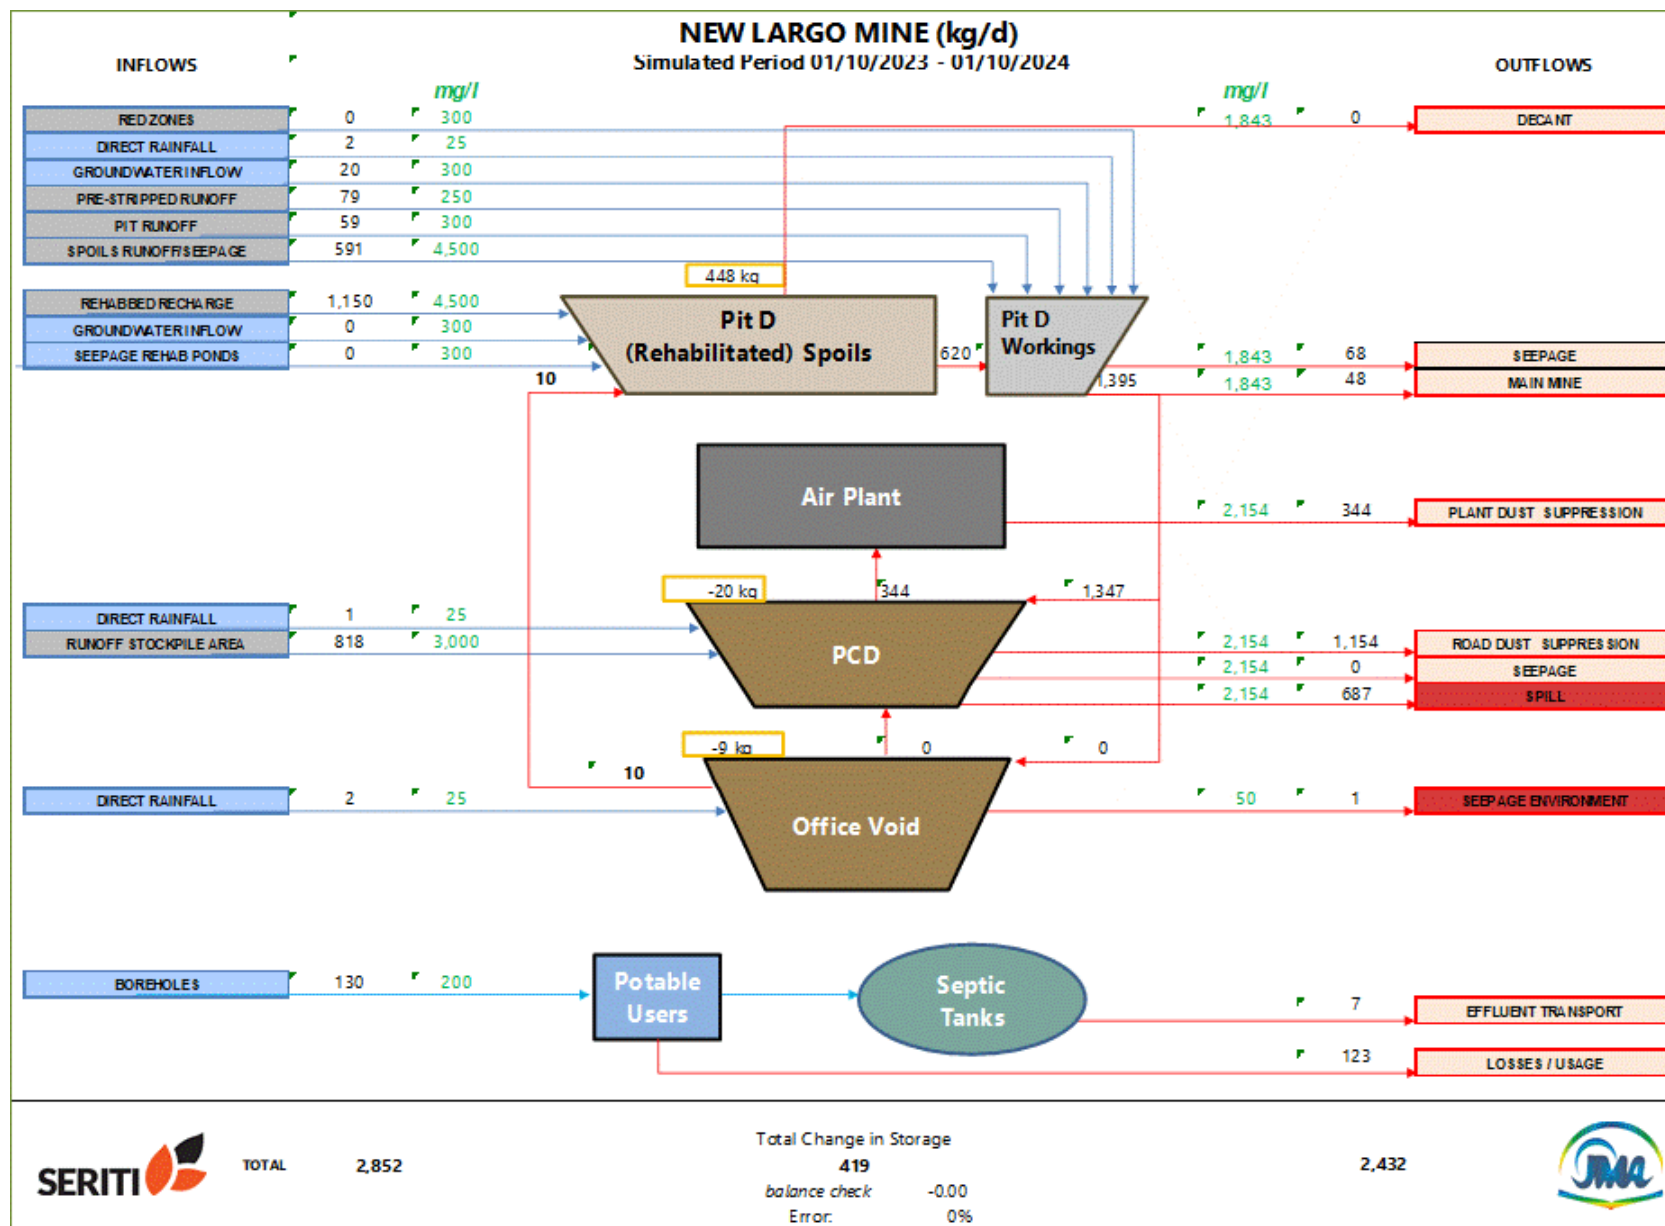 NEW LARGO MINE (kg/d)
Simulated Period 01/10/2023 - 01/10/2024
INFLOWS
OUTFLOWS
mg/l
mg/l
RED ZONES 0 300
1,843 0 DECANT
DIRECT RAINFALL 2 25
GROUNDWATER INFLOW 20 300
PRE-STRIPPED RUNOFF 79 250
PIT RUNOFF 59 300
SPOILS RUNOFF/SEEPAGE 591 4,500
448 kg
REHABBED RECHARGE 1,150 4,500
GROUNDWATER INFLOW 0 300
SEEPAGE REHAB PONDS 0 300
Pit D
(Rehabilitated) Spoils
620
Pit D
Workings
1,395
1,843 68 SEEPAGE
1,843 48 MAIN MINE
10
Air Plant
2,154 344 PLANT DUST SUPPRESSION
-20 kg
344
1,347
DIRECT RAINFALL 1 25
RUNOFF STOCKPILE AREA 818 3,000
PCD
2,154 1,154 ROAD DUST SUPPRESSION
2,154 0 SEEPAGE
2,154 687 SPILL
-9 kg
0
0
10
DIRECT RAINFALL 2 25
Office Void
50 1 SEEPAGE ENVIRONMENT
BOREHOLES 130 200
Potable
Users
Septic
Tanks
7 EFFLUENT TRANSPORT
123 LOSSES / USAGE
SERITI
TOTAL 2,852
Total Change in Storage
419
balance check -0.00
Error: 0%
2,432
JMA